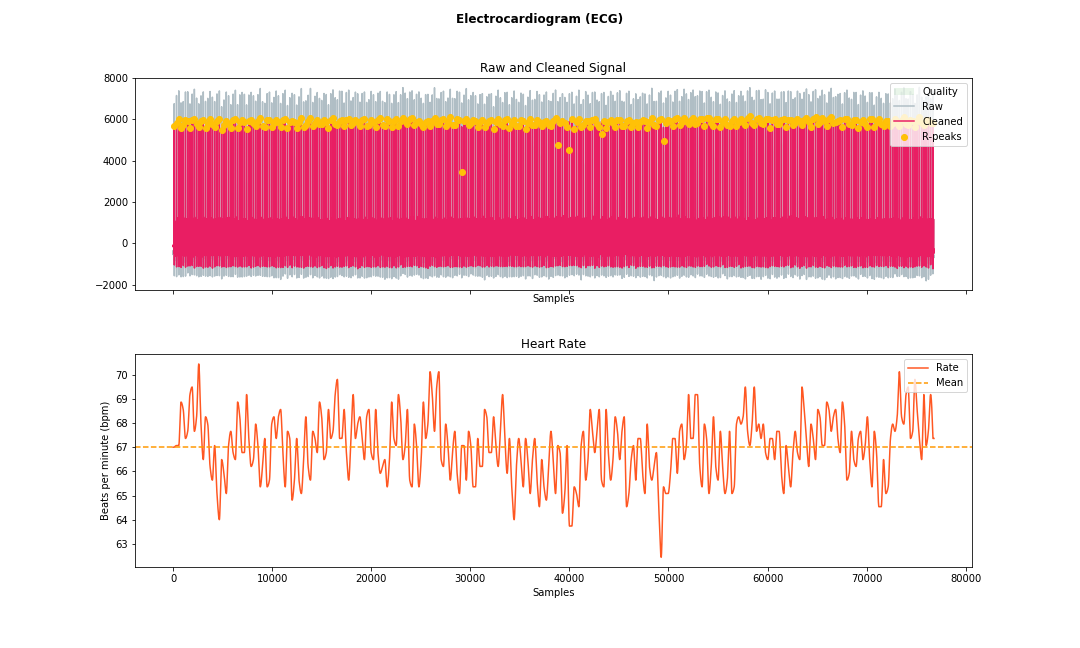 Electrocardiogram (ECG)
Raw and Cleaned Signal
8000
6000
4000
2000
0
−2000
Quality
Raw
Cleaned
R-peaks
Samples
Heart Rate
Beats per minute (bpm)
70
69
68
67
66
65
64
63
Rate
Mean
0 10000 20000 30000 40000 50000 60000 70000 80000
Samples